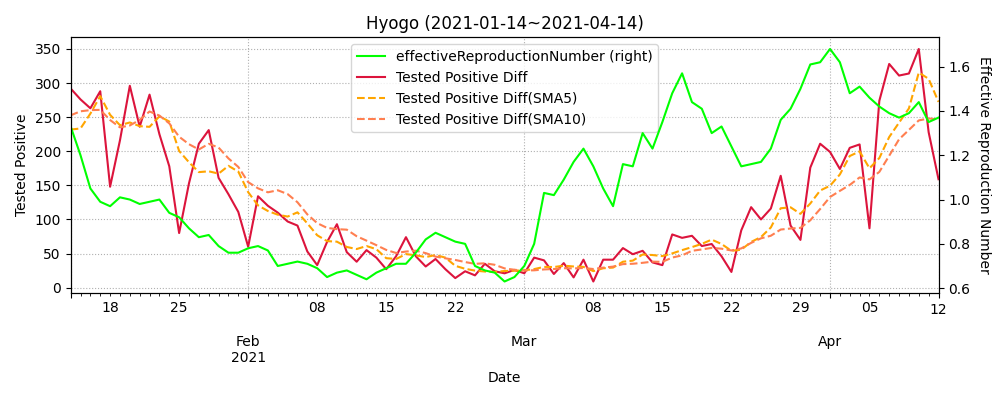 Hyogo (2021-01-14~2021-04-14)
effectiveReproductionNumber (right)
Tested Positive Diff
Tested Positive Diff(SMA5)
Tested Positive Diff(SMA10)
Tested Positive
350
300
250
200
150
100
50
0
Effective Reproduction Number
1.6
1.4
1.2
1.0
0.8
0.6
18 25 08 15 22 08 15 22 29 05 12
Feb Mar Apr
2021
Date